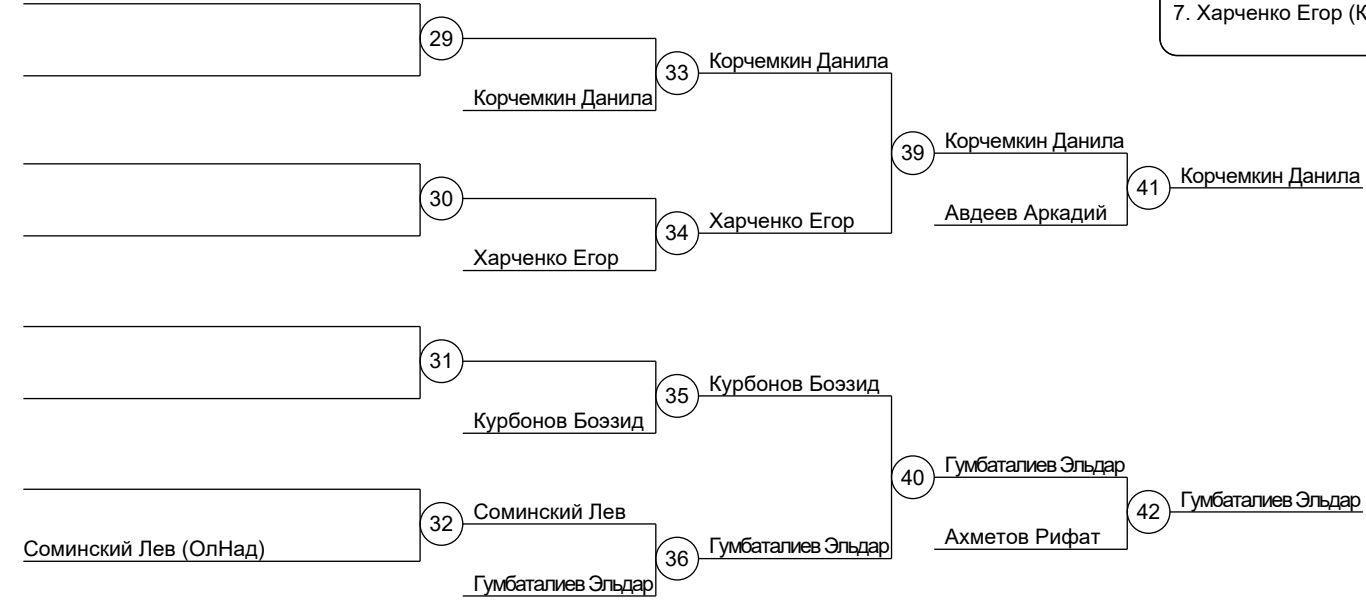 7. Харченко Егор (К
29
33
Корчемкин Данила
Корчемкин Данила
39
Корчемкин Данила
41
Корчемкин Данила
30
34
Харченко Егор
Авдеев Аркадий
Харченко Егор
31
35
Курбонов Боэзид
Курбонов Боэзид
40
Гумбаталиев Эльдар
42
Гумбаталиев Эльдар
32
Соминский Лев
Ахметов Рифат
Соминский Лев (ОлНад)
36
Гумбаталиев Эльдар
Гумбаталиев Эльдар